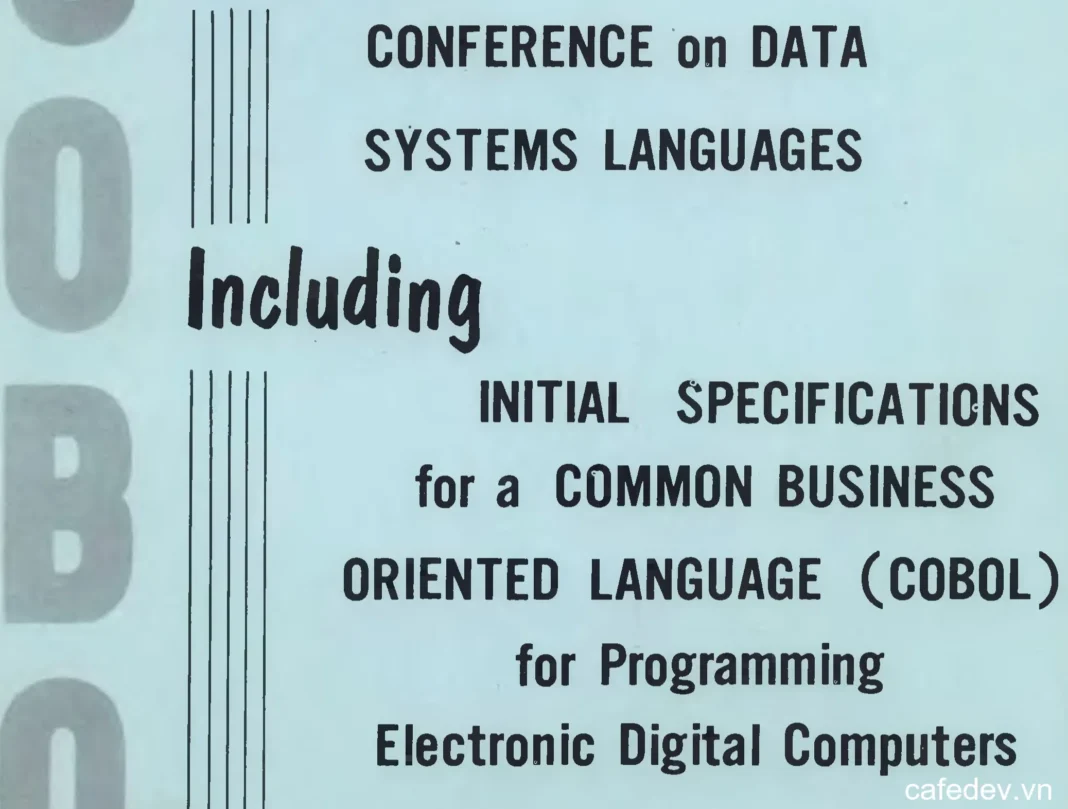 CONFERENCE on DATA
SYSTEMS LANGUAGES
Including
INITIAL SPECIFICATIONS
for a COMMON BUSINESS
ORIENTED LANGUAGE (COBOL)
for Programming
Electronic Digital Computers
O
B
O
cafedev.vn